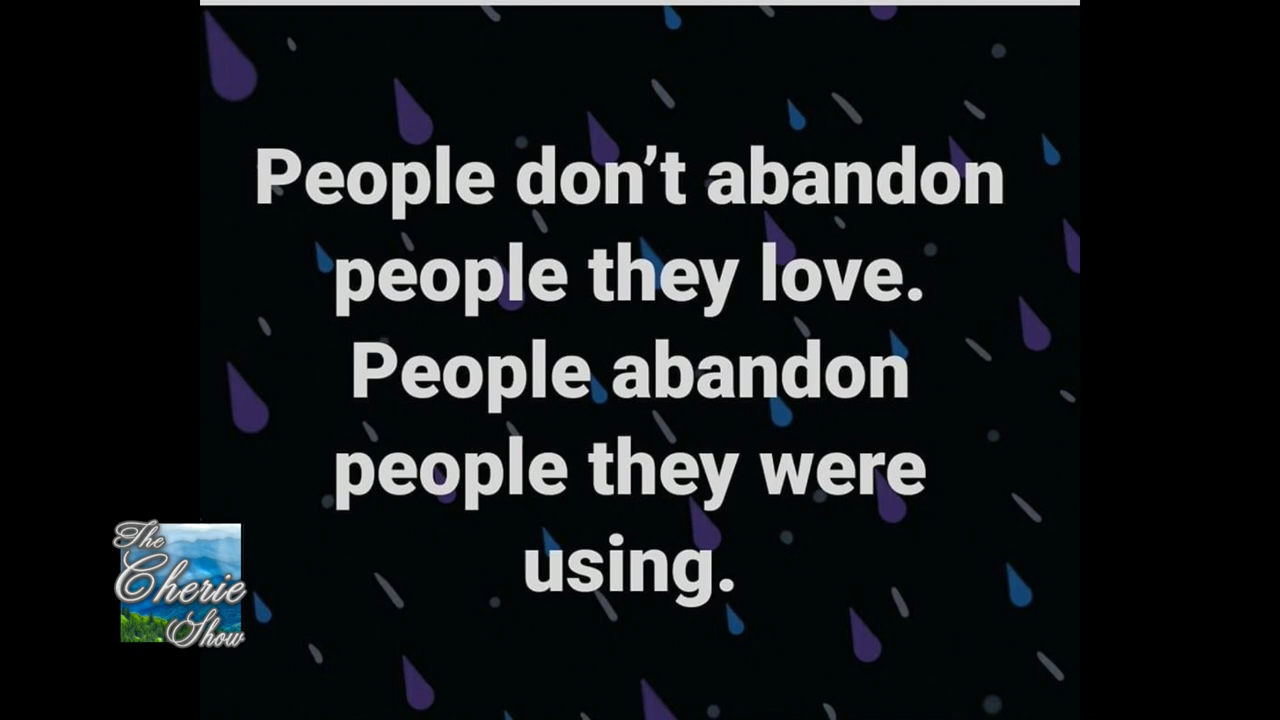 People don’t abandon
people they love.
People abandon
people they were
using.
The
Cherie
Show